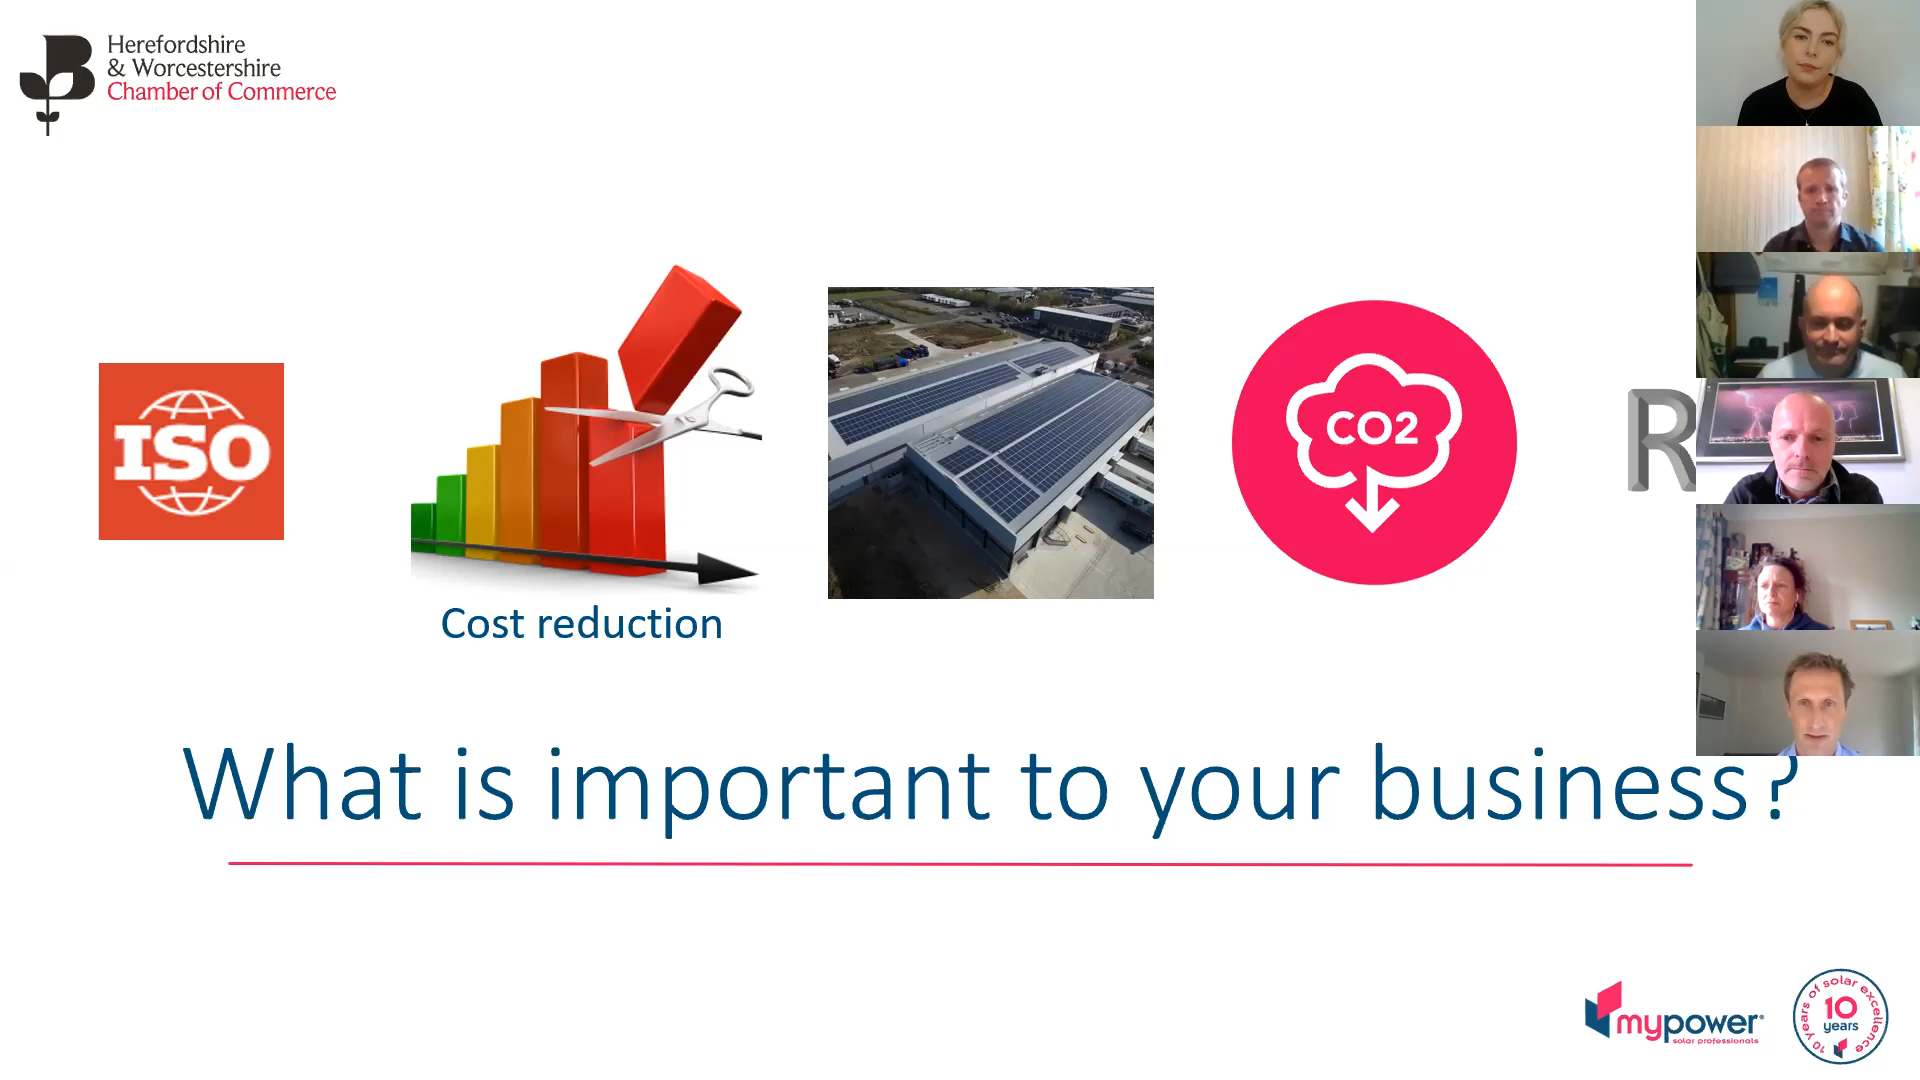 Herefordshire
& Worcestershire
Chamber of Commerce
ISO
CO2
R
Cost reduction
What is important to your business?
mypower
solar professionals
10 years of solar excellence
10
years